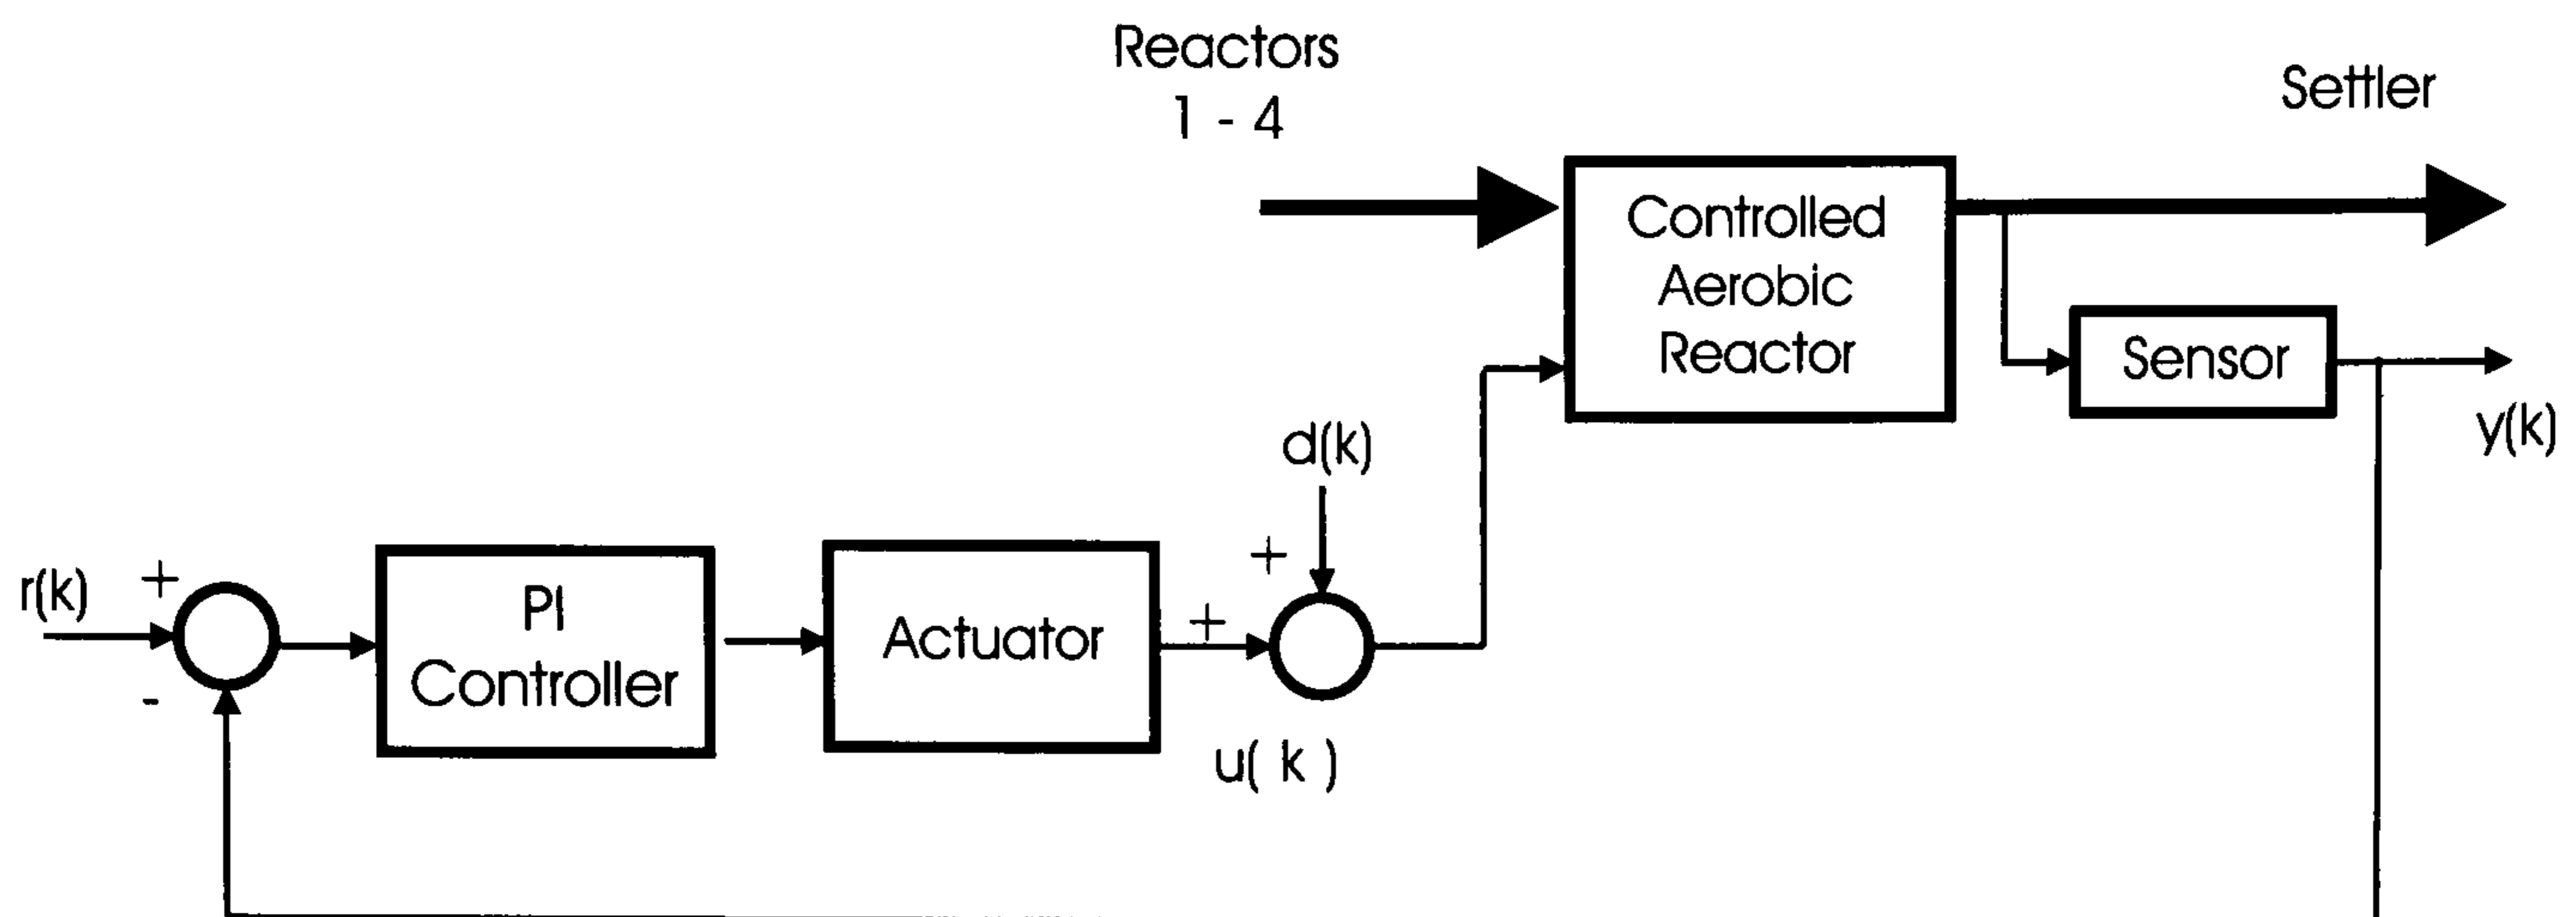 Reactors
1 - 4
Settler
Controlled
Aerobic
Reactor
Sensor
y(k)
d(k)
+
+
r(k)
+
-
PI
Controller
Actuator
u( k )